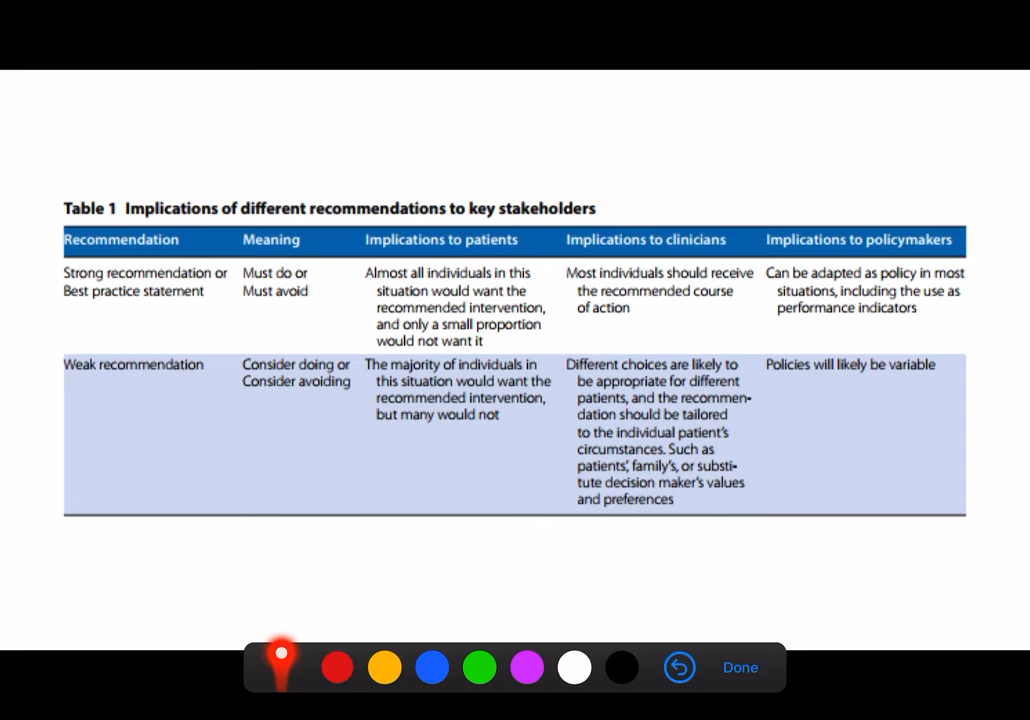 Table 1 Implications of different recommendations to key stakeholders
Recommendation Meaning Implications to patients Implications to clinicians Implications to policymakers
Strong recommendation or Must do or Almost all individuals in this Most individuals should receive Can be adapted as policy in most
Best practice statement Must avoid situation would want the the recommended course situations, including the use as
recommended intervention, of action performance indicators
and only a small proportion
would not want it
Weak recommendation Consider doing or The majority of individuals in Different choices are likely to Policies will likely be variable
Consider avoiding this situation would want the be appropriate for different
recommended intervention, patients, and the recommen-
but many would not dation should be tailored
to the individual patient's
circumstances. Such as
patients', family's, or substi-
tute decision maker's values
and preferences
Done